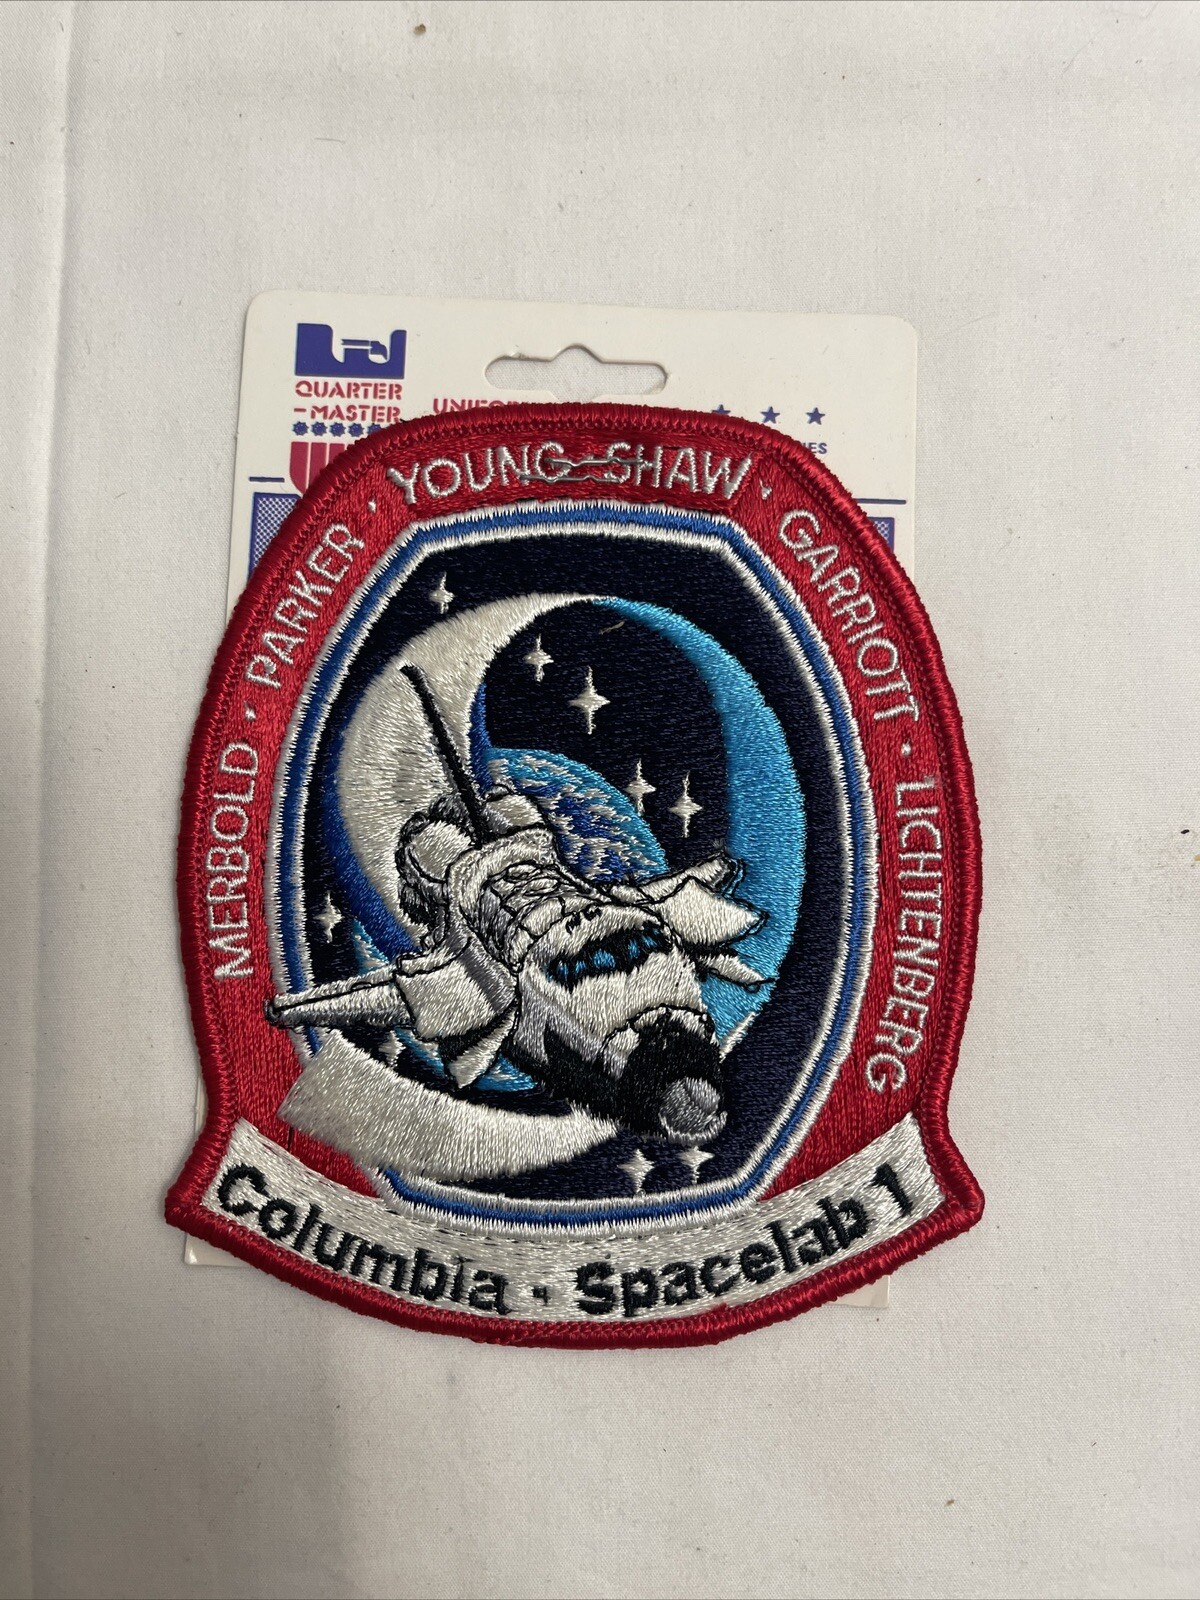 QUARTER
-MASTER
MERBOLD · PARKER · YOUNG · SHAW · GARRIOTT · LICHTENBERG
Columbia · Spacelab 1